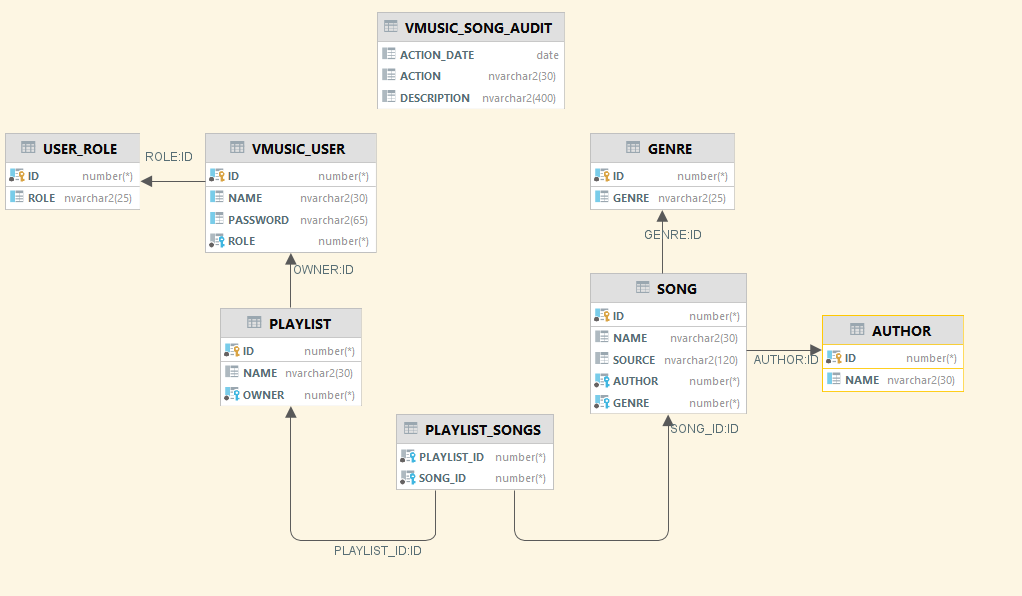 VMUSIC_SONG_AUDIT
ACTION_DATE date
ACTION nvarchar2(30)
DESCRIPTION nvarchar2(400)
USER_ROLE
ID number(*)
ROLE nvarchar2(25)
ROLE:ID
VMUSIC_USER
ID number(*)
NAME nvarchar2(30)
PASSWORD nvarchar2(65)
ROLE number(*)
GENRE
ID number(*)
GENRE nvarchar2(25)
GENRE:ID
OWNER:ID
SONG
ID number(*)
NAME nvarchar2(30)
SOURCE nvarchar2(120)
AUTHOR number(*)
GENRE number(*)
PLAYLIST
ID number(*)
NAME nvarchar2(30)
OWNER number(*)
AUTHOR:ID
AUTHOR
ID number(*)
NAME nvarchar2(30)
PLAYLIST_SONGS
PLAYLIST_ID number(*)
SONG_ID number(*)
SONG_ID:ID
PLAYLIST_ID:ID